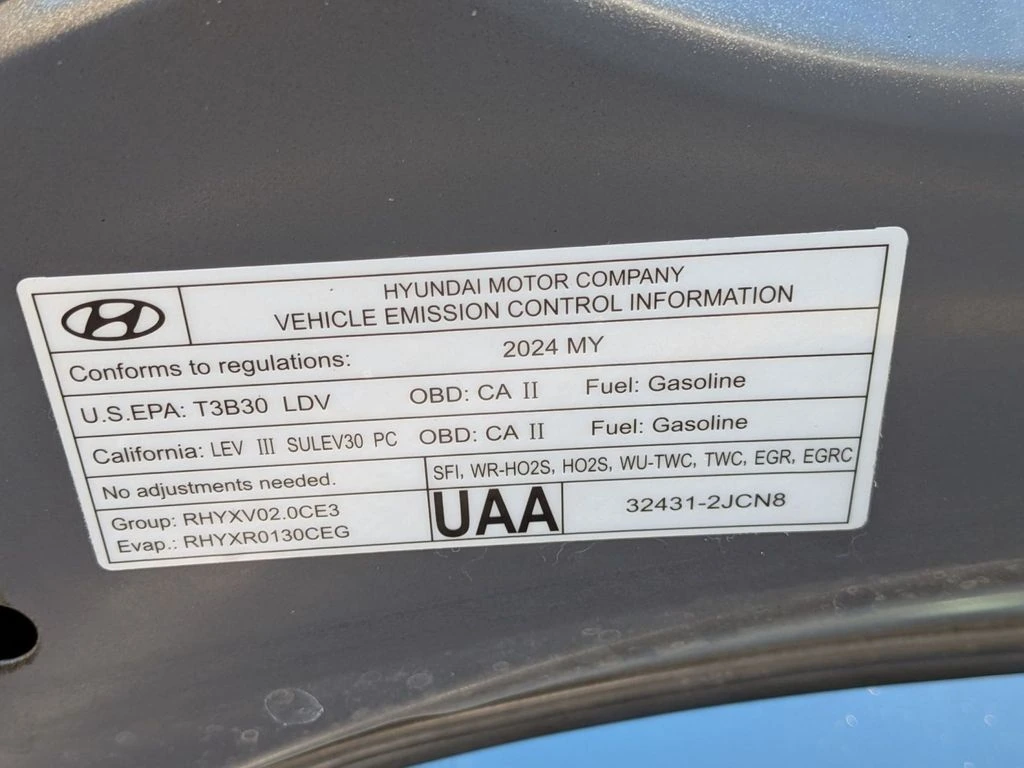 HYUNDAI MOTOR COMPANY
VEHICLE EMISSION CONTROL INFORMATION
Conforms to regulations: 2024 MY
U.S.EPA: T3B30 LDV OBD: CA II Fuel: Gasoline
California: LEV III SULEV30 PC OBD: CA II Fuel: Gasoline
No adjustments needed. SFI, WR-HO2S, HO2S, WU-TWC, TWC, EGR, EGRC
Group: RHYXV02.0CE3
Evap.: RHYXR0130CEG
UAA
32431-2JCN8